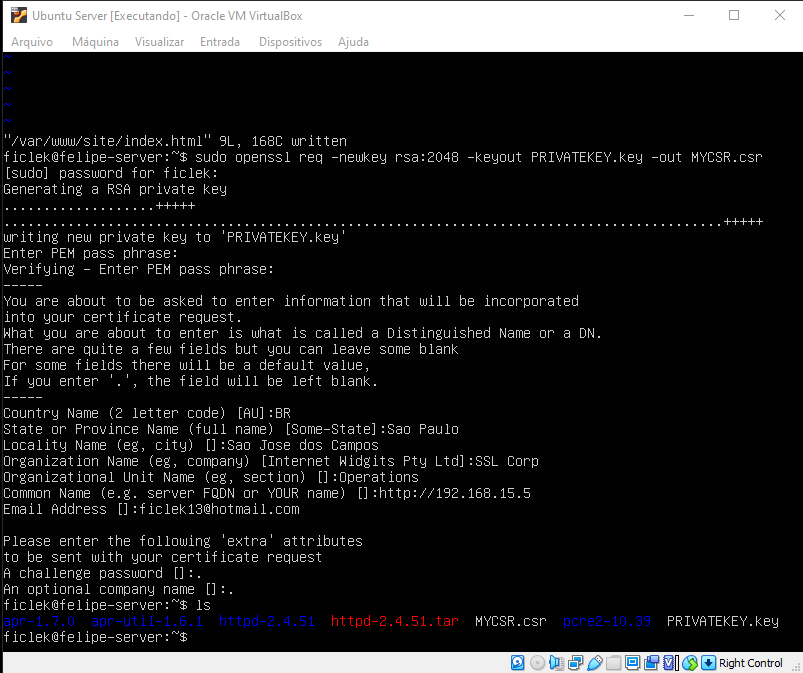 Ubuntu Server [Executando] - Oracle VM VirtualBox
Arquivo Máquina Visualizar Entrada Dispositivos Ajuda
~
~
~
~
~
"/var/www/site/index.html" 9L, 168C written
ficlek@felipe-server:~$ sudo openssl req -newkey rsa:2048 -keyout PRIVATEKEY.key -out MYCSR.csr
[sudo] password for ficlek:
Generating a RSA private key
...................+++++
..........................................................................................+++++
writing new private key to 'PRIVATEKEY.key'
Enter PEM pass phrase:
Verifying - Enter PEM pass phrase:
-----
You are about to be asked to enter information that will be incorporated
into your certificate request.
What you are about to enter is what is called a Distinguished Name or a DN.
There are quite a few fields but you can leave some blank
For some fields there will be a default value,
If you enter '.', the field will be left blank.
-----
Country Name (2 letter code) [AU]:BR
State or Province Name (full name) [Some-State]:Sao Paulo
Locality Name (eg, city) []:Sao Jose dos Campos
Organization Name (eg, company) [Internet Widgits Pty Ltd]:SSL Corp
Organizational Unit Name (eg, section) []:Operations
Common Name (e.g. server FQDN or YOUR name) []:http://192.168.15.5
Email Address []:ficlek13@hotmail.com
Please enter the following 'extra' attributes
to be sent with your certificate request
A challenge password []:.
An optional company name []:.
ficlek@felipe-server:~$ ls
apr-1.7.0 apr-util-1.6.1 httpd-2.4.51 httpd-2.4.51.tar MYCSR.csr pcre2-10.39 PRIVATEKEY.key
ficlek@felipe-server:~$
Right Control